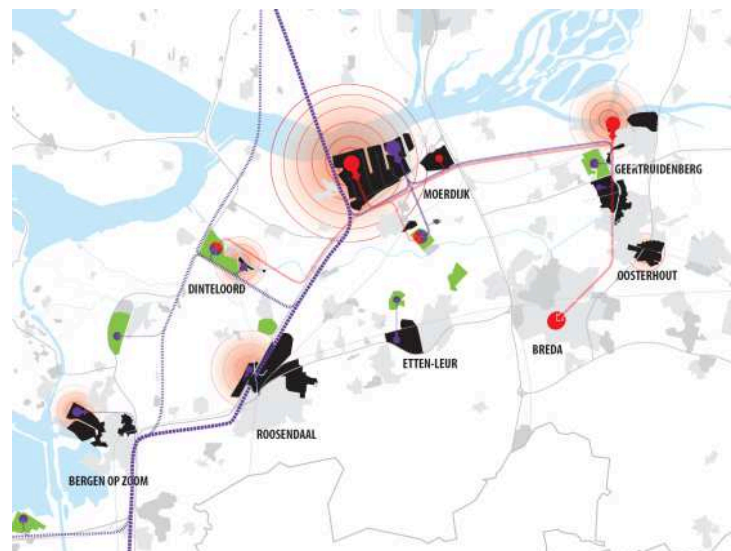 GEERTRUIDENBERG
MOERDIJK
OOSTERHOUT
DINTELOORD
BREDA
ETTEN-LEUR
ROOSENDAAL
BERGEN OP ZOOM